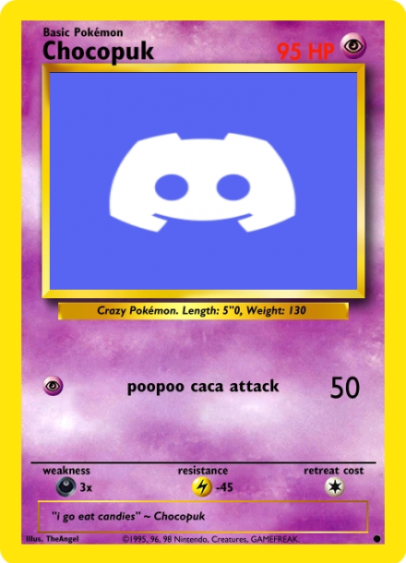 Basic Pokémon
Chocopuk 95 HP
Crazy Pokémon. Length: 5"0, Weight: 130
poopoo caca attack 50
weakness resistance retreat cost
3x -45
"i go eat candies" ~ Chocopuk
Illus. TheAngel ©1995, 96, 98 Nintendo, Creatures, GAMEFREAK.